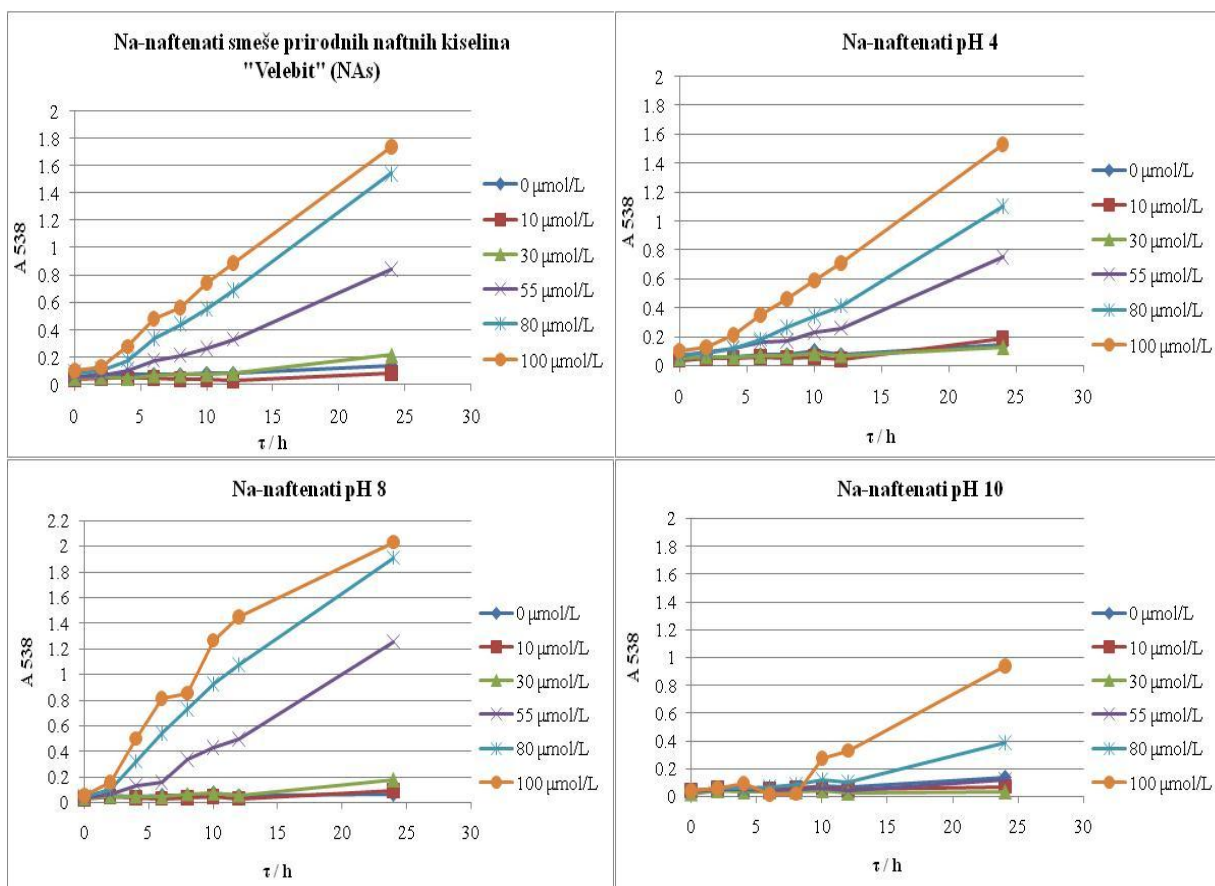 Na-naftenati smeše prirodnih naftnih kiselina
"Velebit" (NAs)
A 538
2
1.8
1.6
1.4
1.2
1
0.8
0.6
0.4
0.2
0
0 5 10 15 20 25 30
τ / h
0 µmol/L
10 µmol/L
30 µmol/L
55 µmol/L
80 µmol/L
100 µmol/L
Na-naftenati pH 4
A 538
2
1.8
1.6
1.4
1.2
1
0.8
0.6
0.4
0.2
0
0 5 10 15 20 25 30
τ / h
0 µmol/L
10 µmol/L
30 µmol/L
55 µmol/L
80 µmol/L
100 µmol/L
Na-naftenati pH 8
A 538
2.2
2
1.8
1.6
1.4
1.2
1
0.8
0.6
0.4
0.2
0
0 5 10 15 20 25 30
τ / h
0 µmol/L
10 µmol/L
30 µmol/L
55 µmol/L
80 µmol/L
100 µmol/L
Na-naftenati pH 10
A 538
2
1.8
1.6
1.4
1.2
1
0.8
0.6
0.4
0.2
0
0 5 10 15 20 25 30
τ / h
0 µmol/L
10 µmol/L
30 µmol/L
55 µmol/L
80 µmol/L
100 µmol/L